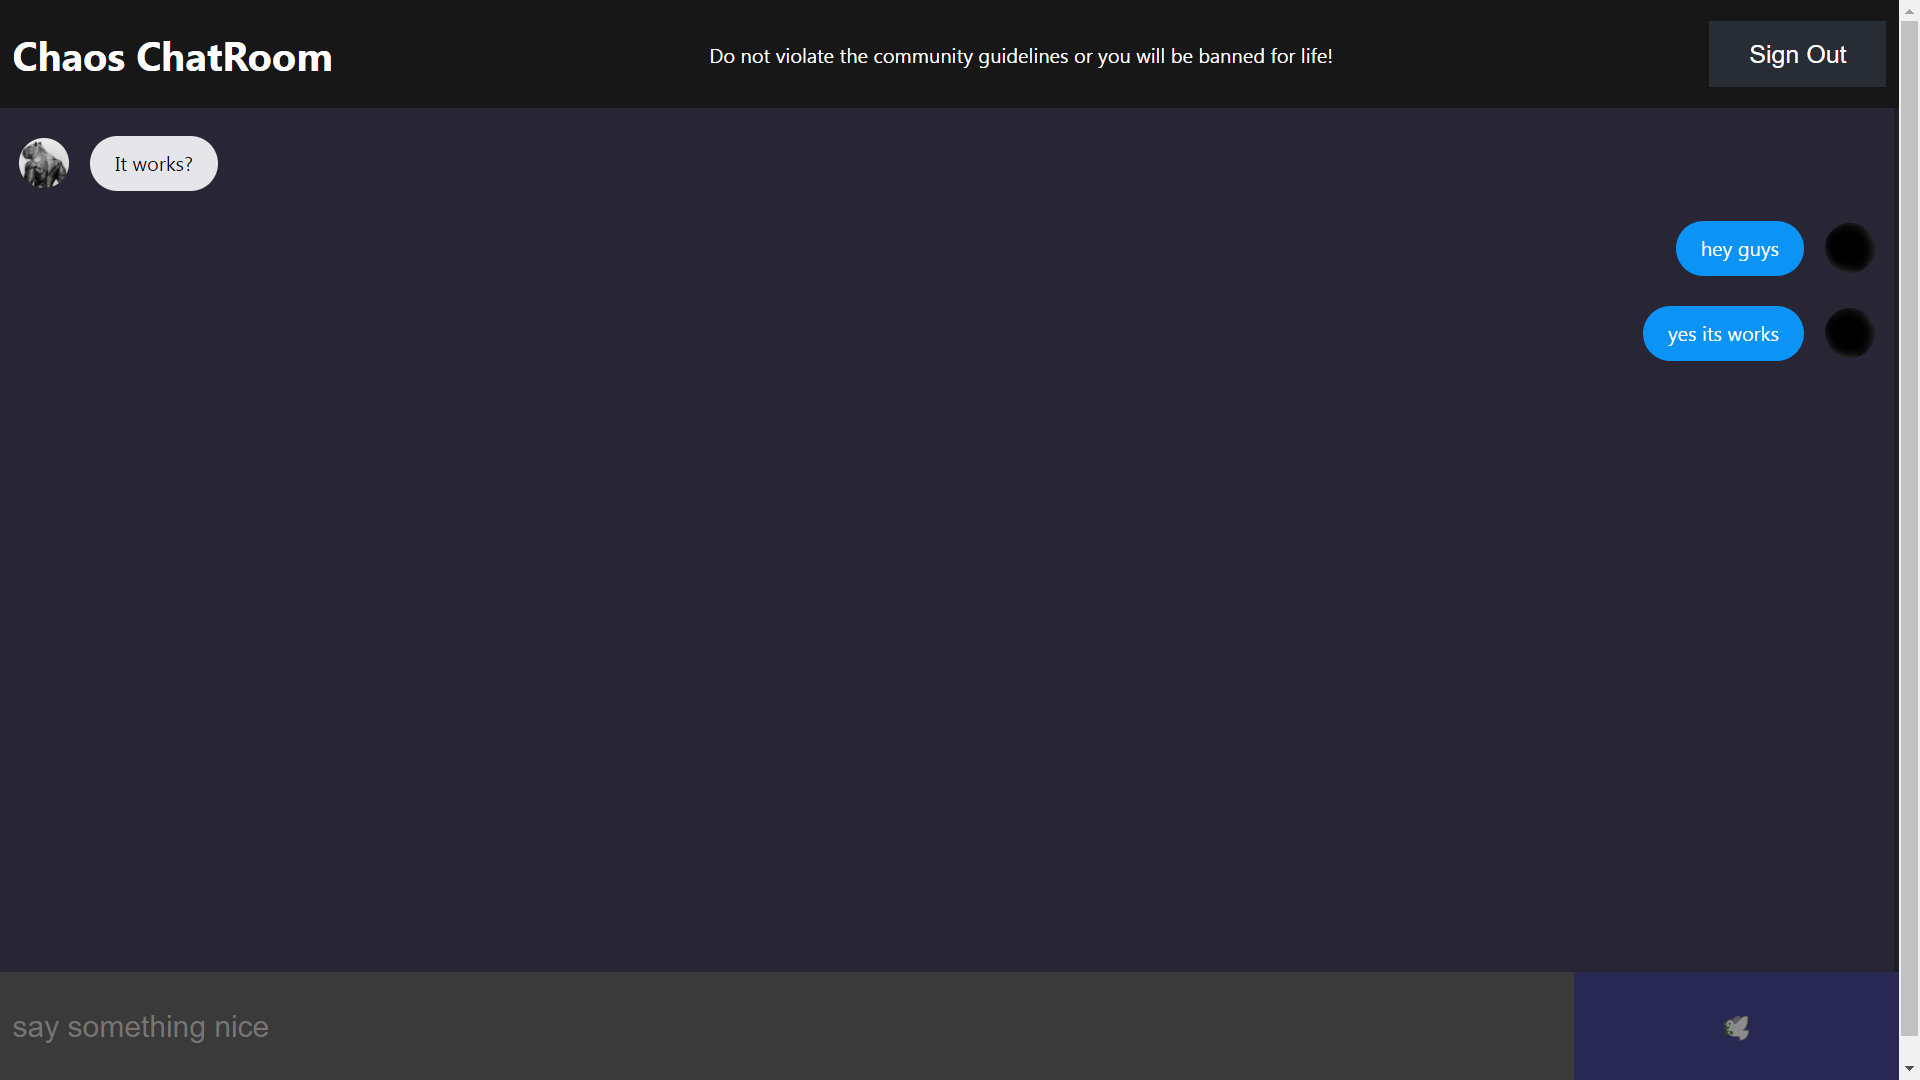 Chaos ChatRoom
Do not violate the community guidelines or you will be banned for life!
Sign Out
It works?
hey guys
yes its works
say something nice
🕊️